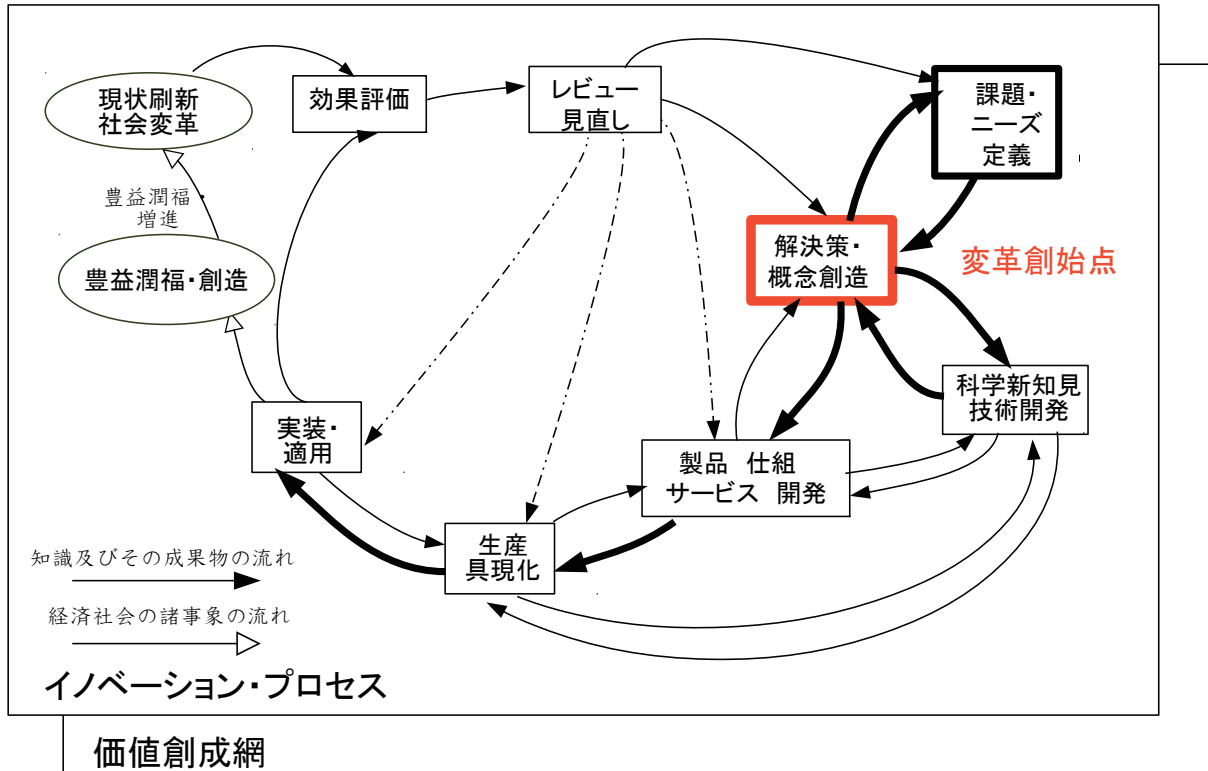 現状刷新
社会変革
効果評価
レビュー
見直し
課題・
ニーズ
定義
豊益潤福・
増進
豊益潤福・創造
解決策・
概念創造
変革創始点
科学新知見
技術開発
実装・
適用
製品 仕組
サービス 開発
生産
具現化
知識及びその成果物の流れ
経済社会の諸事象の流れ
イノベーション・プロセス
価値創成網